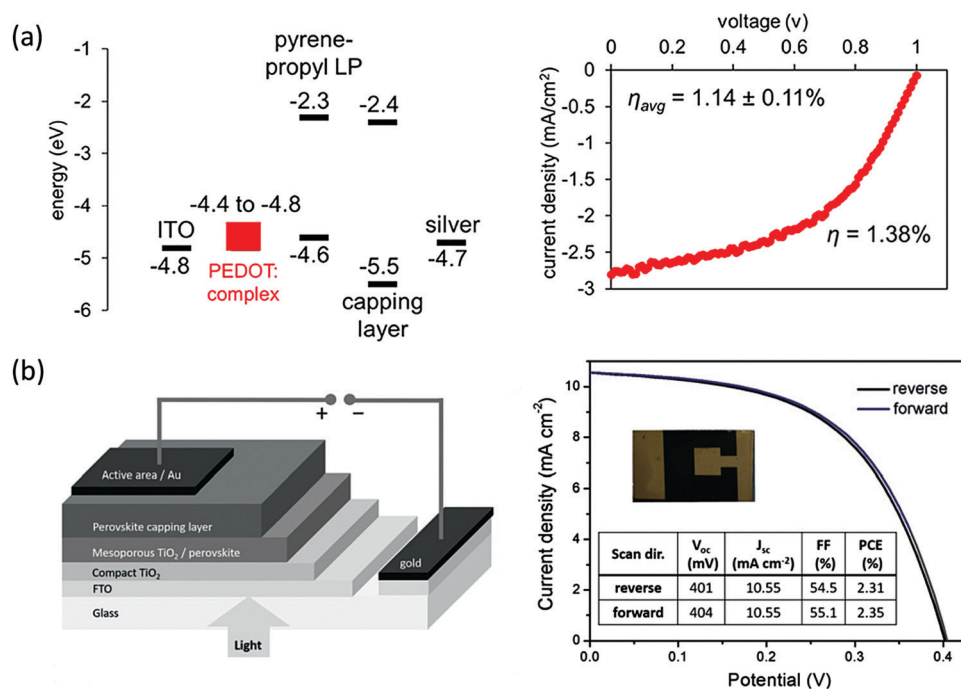 (a)
pyrene-
propyl LP
-1
-2
-3
-4
-5
-6
energy (eV)
-2.3
-2.4
-4.4 to -4.8
ITO
-4.8
PEDOT:
complex
-4.6
-5.5
capping
layer
silver
-4.7
voltage (v)
0
0.2
0.4
0.6
0.8
1
0
-0.5
-1
-1.5
-2
-2.5
-3
current density (mA/cm²)
ηavg = 1.14 ± 0.11%
η = 1.38%
(b)
+ −
Active area / Au
Perovskite capping layer
Mesoporous TiO₂ / perovskite
Compact TiO₂
FTO
Glass
gold
Light
Current density (mA cm⁻²)
10
8
6
4
2
0
reverse
forward
Scan dir. Voc (mV) Jsc (mA cm⁻²) FF (%) PCE (%)
reverse 401 10.55 54.5 2.31
forward 404 10.55 55.1 2.35
0.0 0.1 0.2 0.3 0.4
Potential (V)